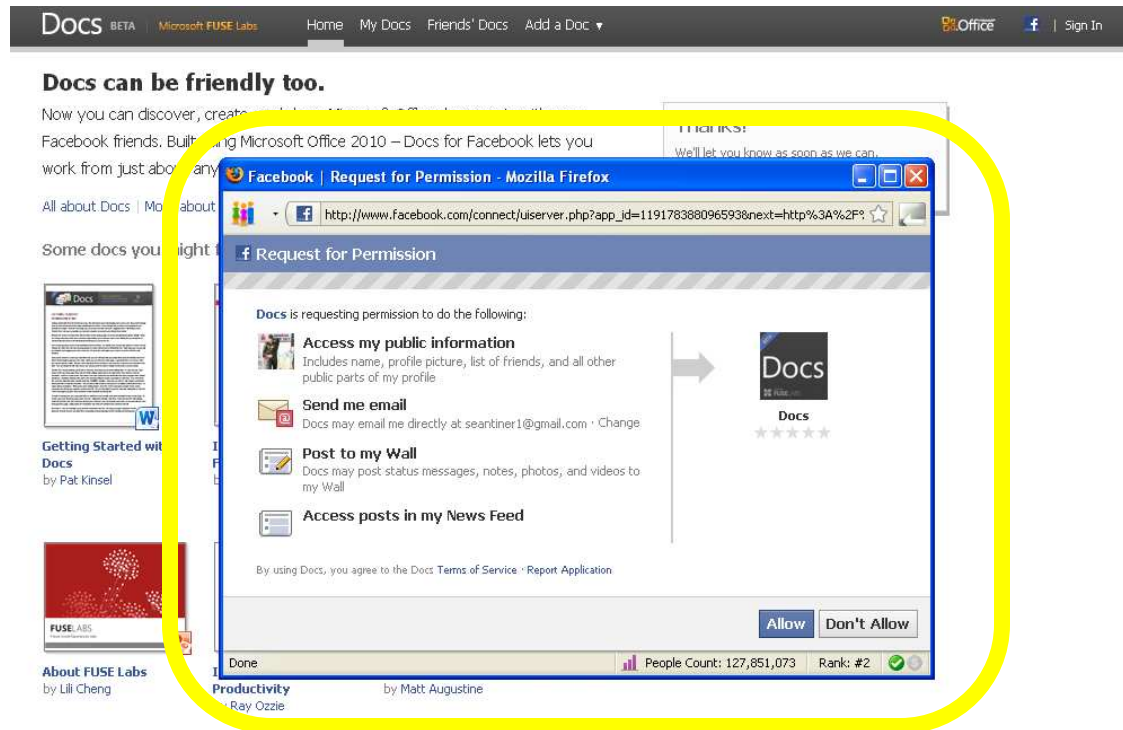 Docs BETA | Microsoft FUSE Labs Home My Docs Friends' Docs Add a Doc ▾ Office | Sign In
Docs can be friendly too.
Now you can discover, create
Facebook friends. Built using Microsoft Office 2010 – Docs for Facebook lets you
work from just about any
All about Docs | More about
Some docs you might
Thanks!
We'll let you know as soon as we can.
Facebook | Request for Permission - Mozilla Firefox
http://www.facebook.com/connect/uiserver.php?app_id=119178388096593&next=http%3A%2F%
Request for Permission
Docs is requesting permission to do the following:
Access my public information
Includes name, profile picture, list of friends, and all other
public parts of my profile
Send me email
Docs may email me directly at seantiner1@gmail.com · Change
Post to my Wall
Docs may post status messages, notes, photos, and videos to
my Wall
Access posts in my News Feed
Docs
Docs
By using Docs, you agree to the Docs Terms of Service · Report Application
Allow Don't Allow
Done People Count: 127,851,073 Rank: #2
Docs
W
Getting Started with
Docs
by Pat Kinsel
FUSELABS
About FUSE Labs
by Lili Cheng
Productivity
by Ray Ozzie
by Matt Augustine